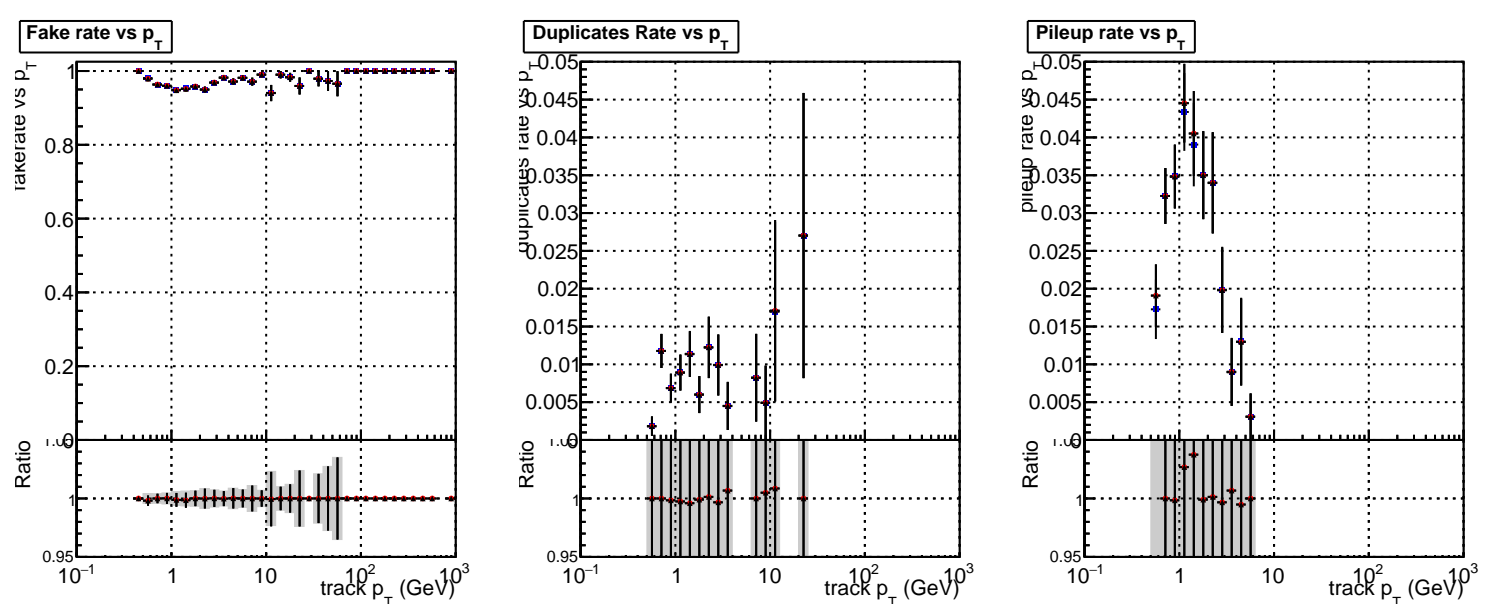 Fake rate vs p_T
fakerate vs p_T
1
0.8
0.6
0.4
0.2
0
Ratio
1
0.95
10^−1 1 10 10^2 10^3
track p_T (GeV)
Duplicates Rate vs p_T
duplicates rate vs p_T
0.05
0.045
0.04
0.035
0.03
0.025
0.02
0.015
0.01
0.005
0
Ratio
1
0.95
10^−1 1 10 10^2 10^3
track p_T (GeV)
Pileup rate vs p_T
pileup rate vs p_T
0.05
0.045
0.04
0.035
0.03
0.025
0.02
0.015
0.01
0.005
0
Ratio
1
0.95
10^−1 1 10 10^2 10^3
track p_T (GeV)